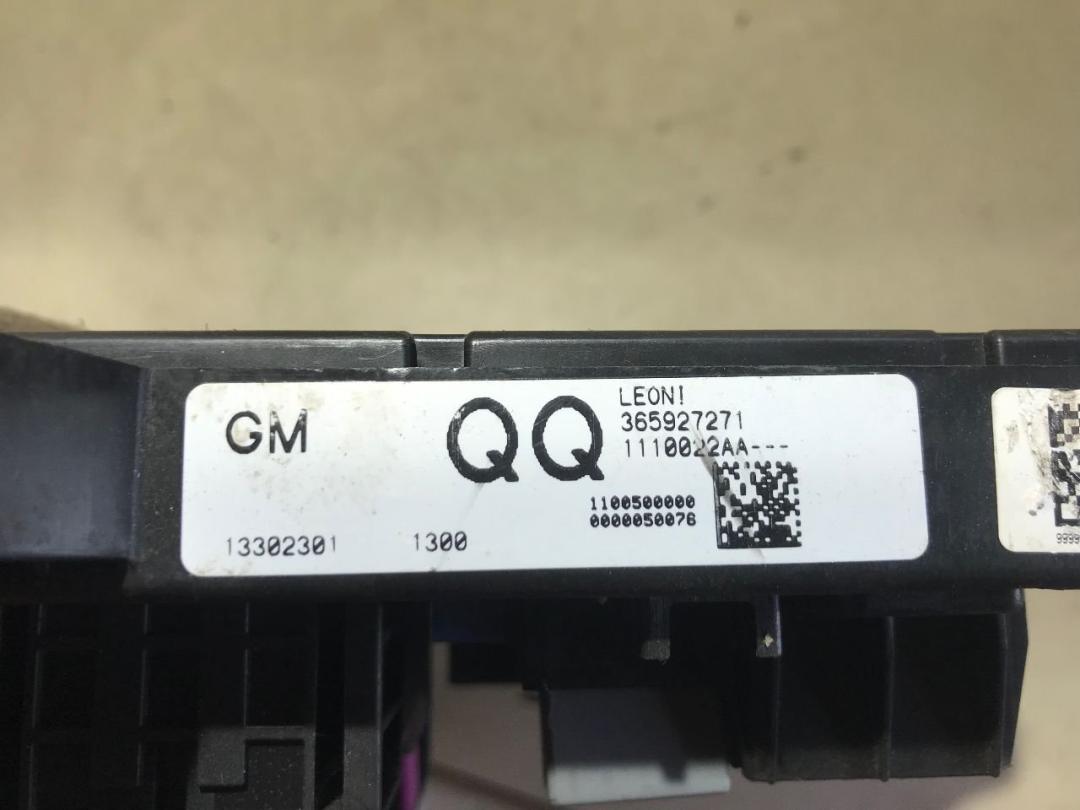 GM
QQ
LEONI
365927271
1110022AA---
1100500000
0000050076
13302301
1300